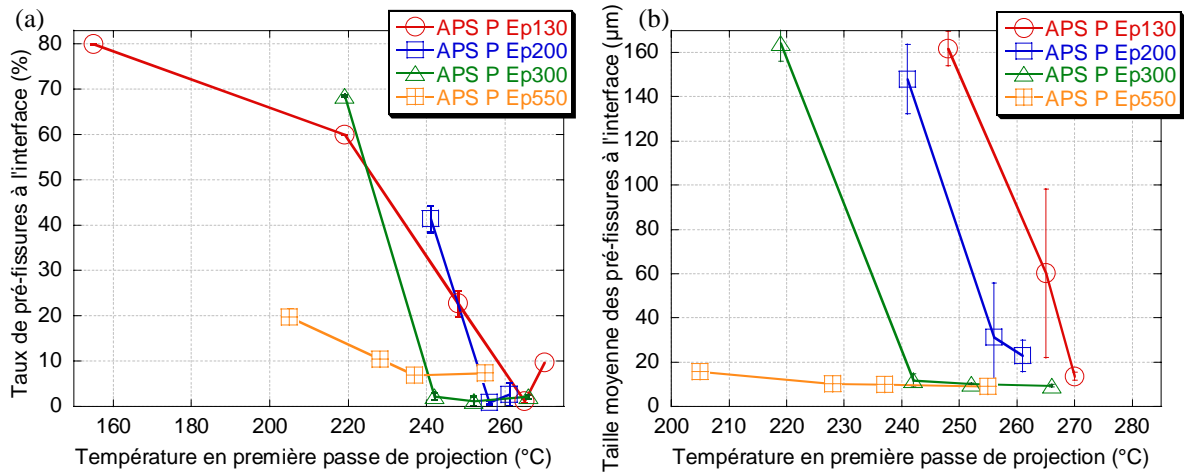 (a)
APS P Ep130
APS P Ep200
APS P Ep300
APS P Ep550
Taux de pré-fissures à l'interface (%)
80
70
60
50
40
30
20
10
0
160
180
200
220
240
260
Température en première passe de projection (°C)
(b)
APS P Ep130
APS P Ep200
APS P Ep300
APS P Ep550
Taille moyenne des pré-fissures à l'interface (µm)
160
140
120
100
80
60
40
20
0
200
210
220
230
240
250
260
270
280
Température en première passe de projection (°C)